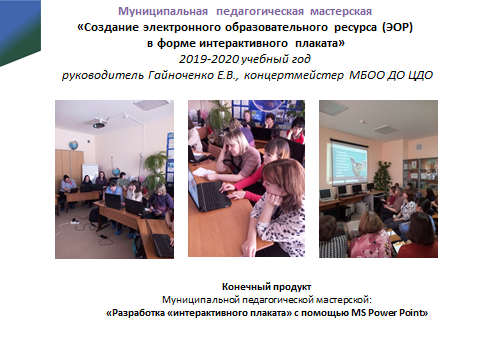 Муниципальная педагогическая мастерская
«Создание электронного образовательного ресурса (ЭОР)
в форме интерактивного плаката»
2019-2020 учебный год
руководитель Гайноченко Е.В., концертмейстер МБОО ДО ЦДО
Конечный продукт
Муниципальной педагогической мастерской:
«Разработка «интерактивного плаката» с помощью MS Power Point»